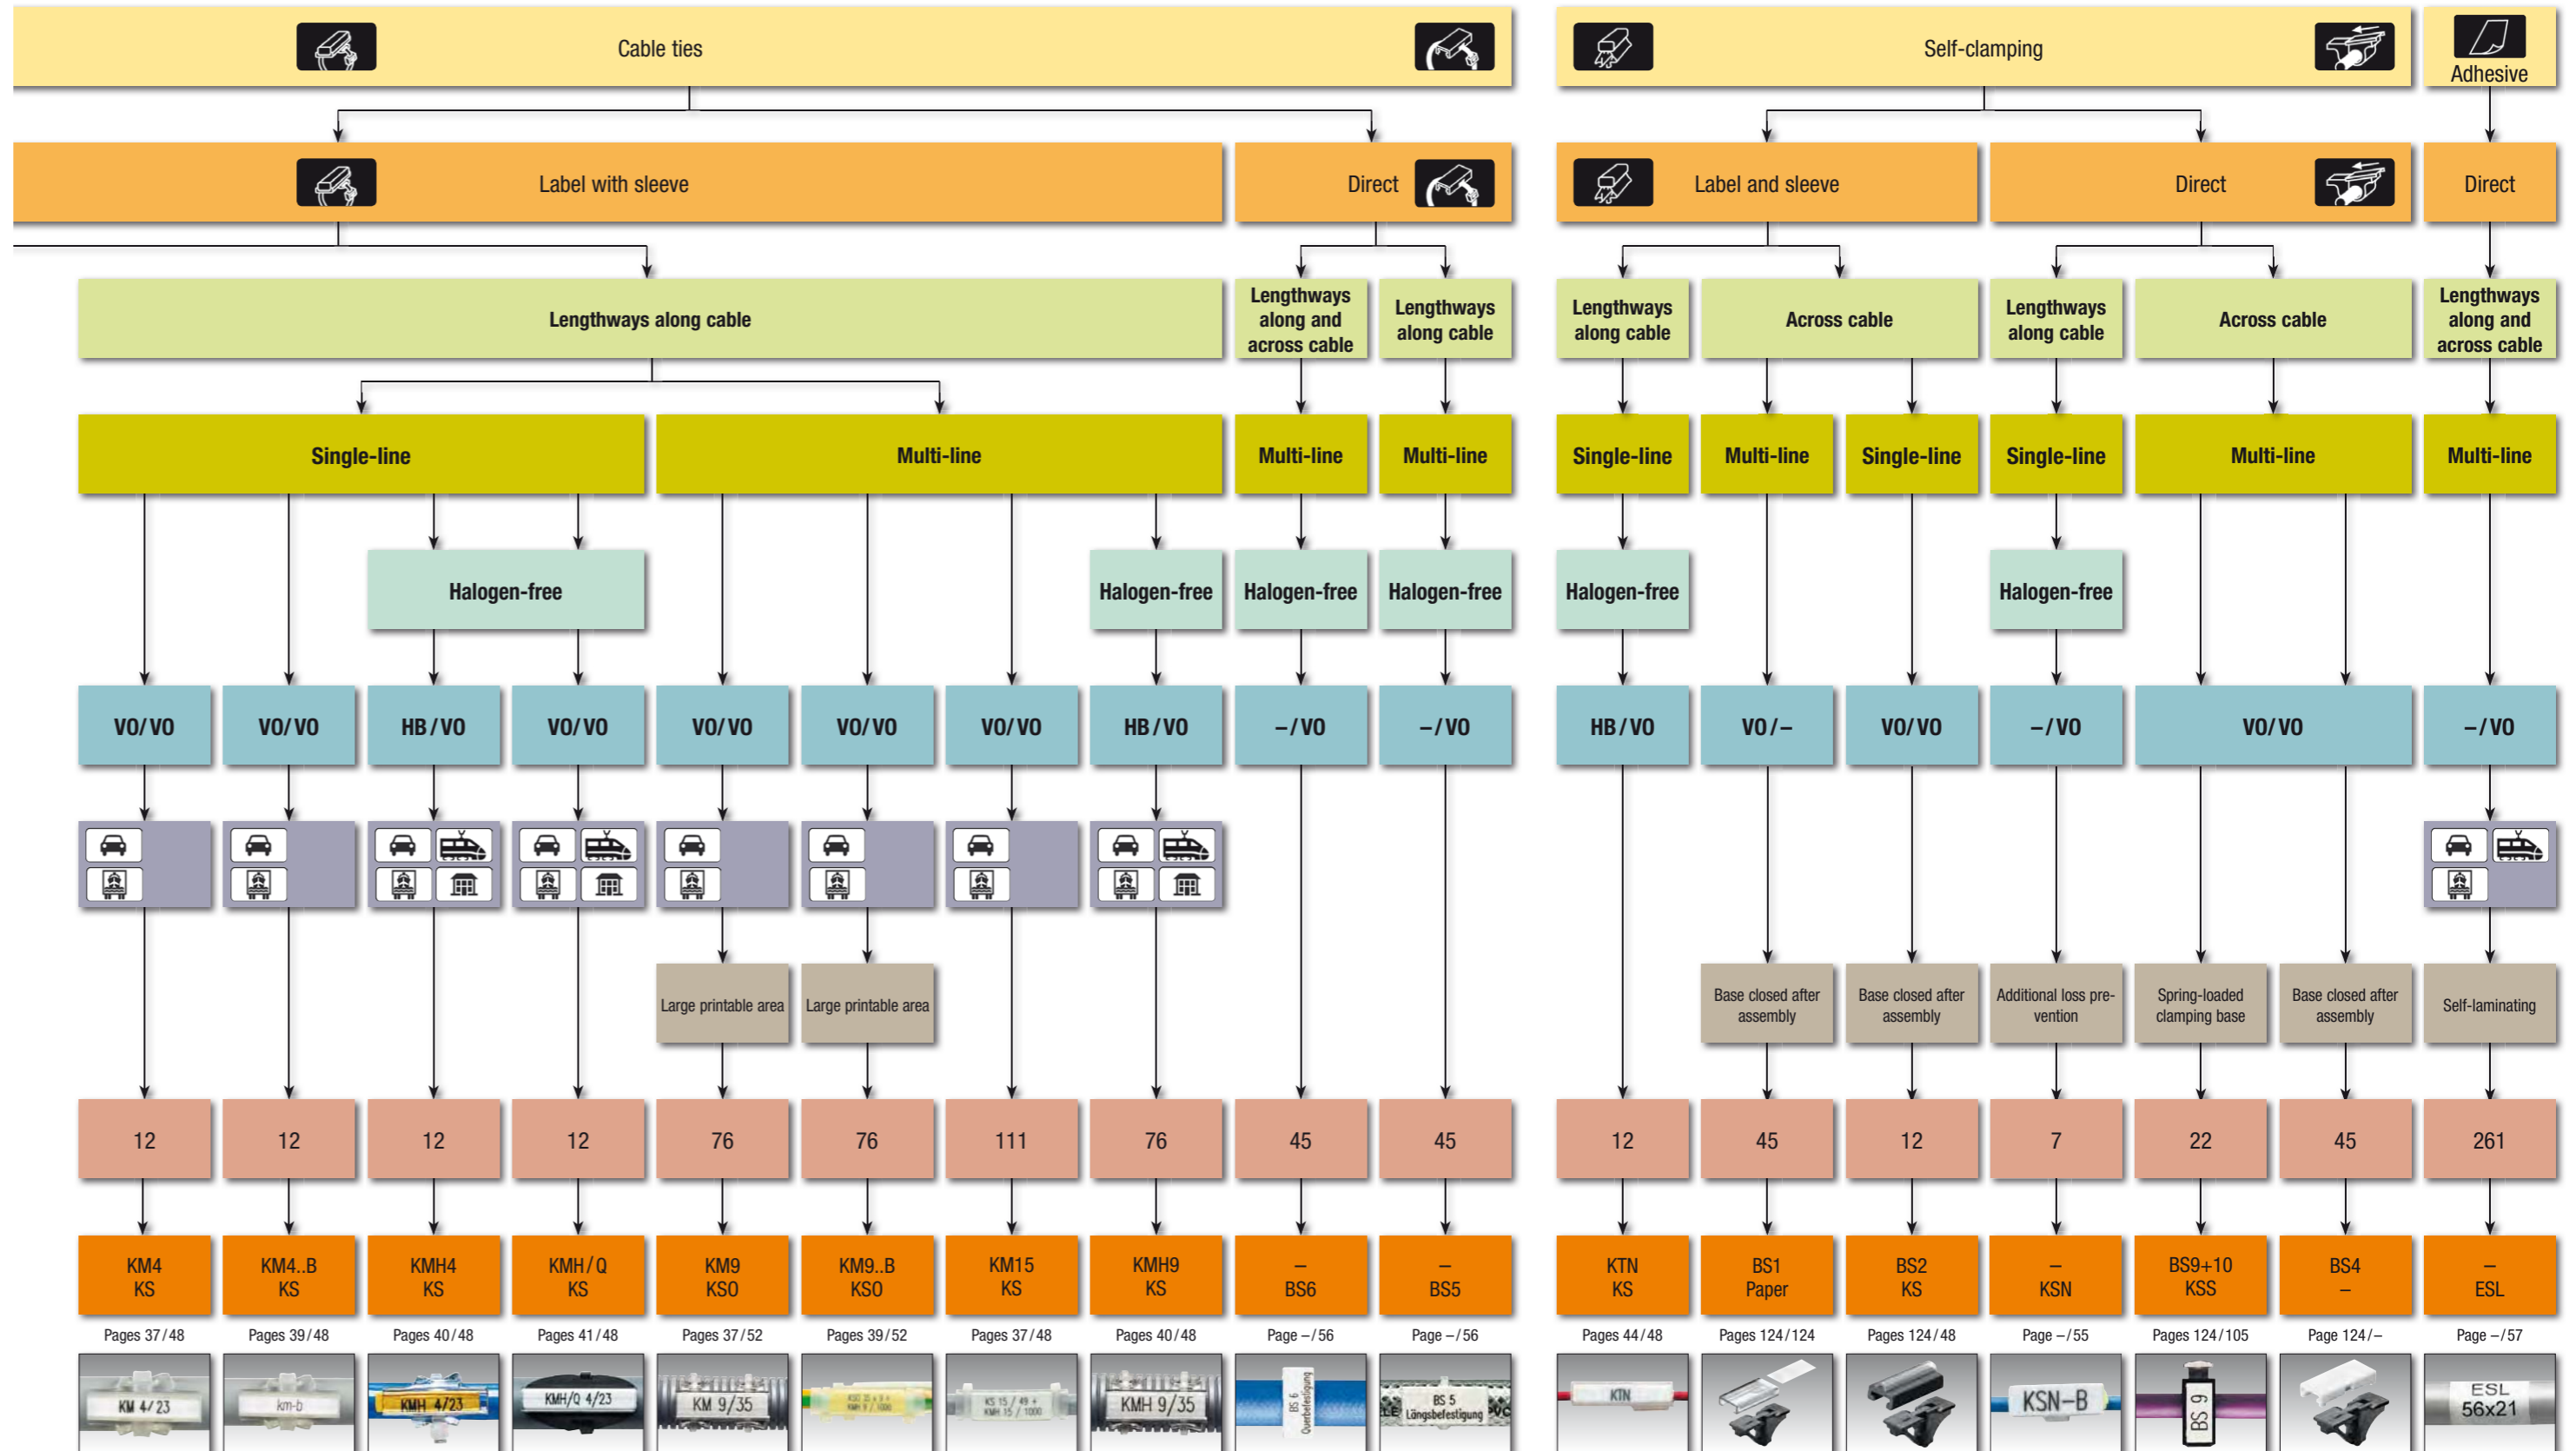 Cable ties
Self-clamping
Adhesive
Label with sleeve
Direct
Label and sleeve
Direct
Direct
Lengthways along cable
Lengthways
along and
across cable
Lengthways
along cable
Lengthways
along cable
Across cable
Lengthways
along cable
Across cable
Lengthways
along and
across cable
Single-line
Multi-line
Multi-line
Multi-line
Single-line
Multi-line
Single-line
Single-line
Multi-line
Multi-line
Halogen-free
Halogen-free
Halogen-free
Halogen-free
Halogen-free
Halogen-free
VO/VO
VO/VO
HB/VO
VO/VO
VO/VO
VO/VO
VO/VO
HB/VO
–/VO
–/VO
HB/VO
VO/–
VO/VO
–/VO
VO/VO
–/VO
Large printable area
Large printable area
Base closed after
assembly
Base closed after
assembly
Additional loss pre-
vention
Spring-loaded
clamping base
Base closed after
assembly
Self-laminating
12
12
12
12
76
76
111
76
45
45
12
45
12
7
22
45
261
KM4
KS
KM4..B
KS
KMH4
KS
KMH/Q
KS
KM9
KSO
KM9..B
KSO
KM15
KS
KMH9
KS
–
BS6
–
BS5
KTN
KS
BS1
Paper
BS2
KS
–
KSN
BS9+10
KSS
BS4
–
–
ESL
Pages 37/48
Pages 39/48
Pages 40/48
Pages 41/48
Pages 37/52
Pages 39/52
Pages 37/48
Pages 40/48
Page –/56
Page –/56
Pages 44/48
Pages 124/124
Pages 124/48
Page –/55
Pages 124/105
Page 124/–
Page –/57
KM 4/23
km-b
KMH 4/23
KMH/Q 4/23
KM 9/35
KS 15 / 49 +
KMH 15 / 1000
KMH 9/35
BS 6
Querbefestigung
BS 5
Längsbefestigung
KTN
KSN-B
BS 9
ESL
56x21